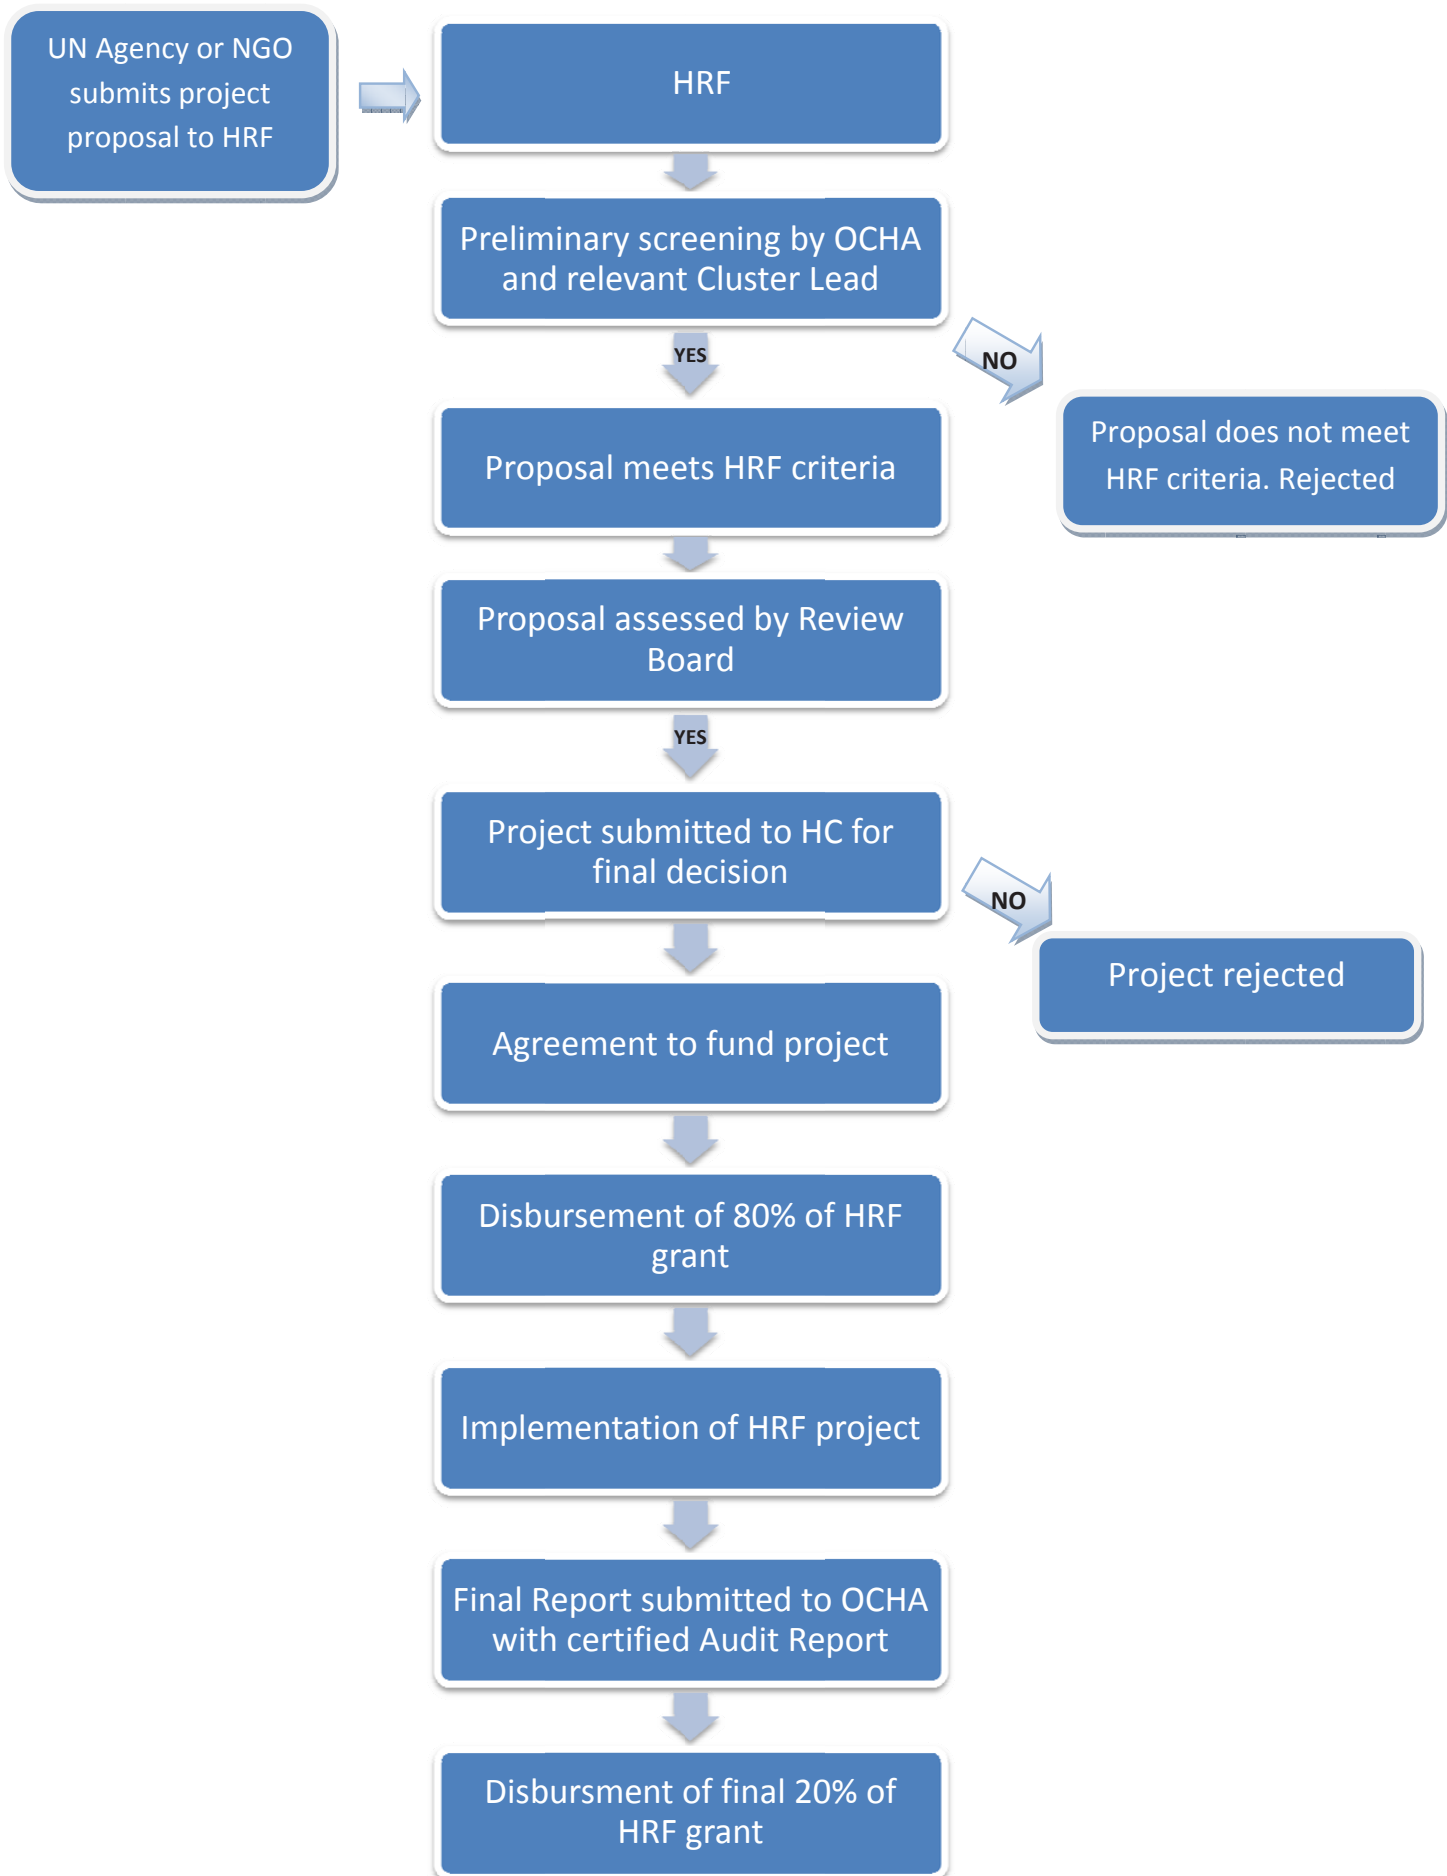 UN Agency or NGO
submits project
proposal to HRF
HRF
Preliminary screening by OCHA
and relevant Cluster Lead
YES
NO
Proposal meets HRF criteria
Proposal does not meet
HRF criteria. Rejected
Proposal assessed by Review
Board
YES
Project submitted to HC for
final decision
NO
Project rejected
Agreement to fund project
Disbursement of 80% of HRF
grant
Implementation of HRF project
Final Report submitted to OCHA
with certified Audit Report
Disbursment of final 20% of
HRF grant